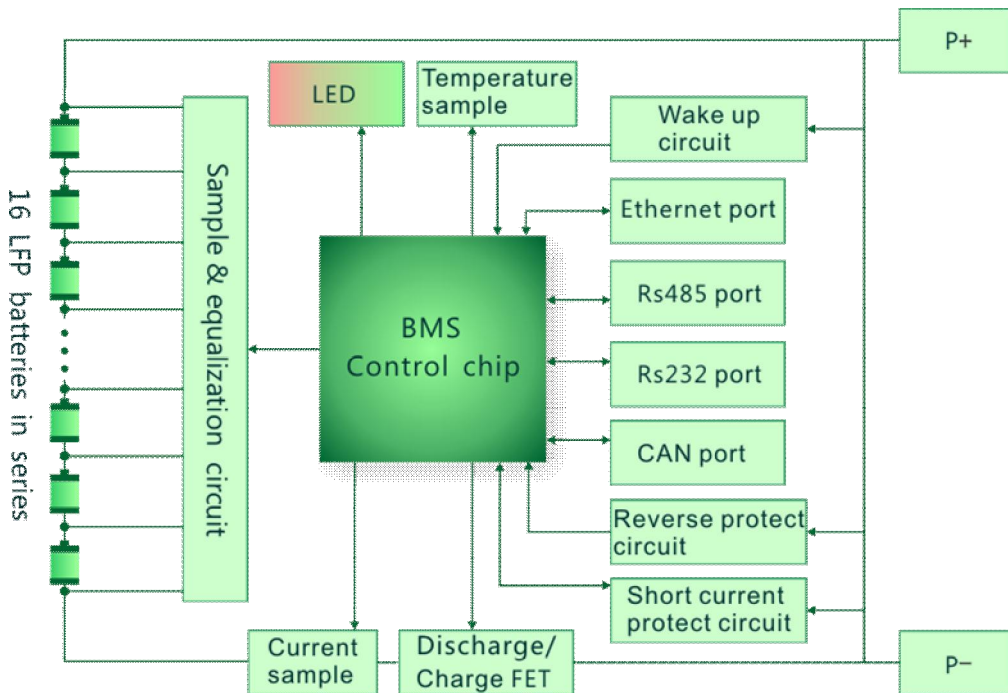 P+
LED
Temperature
sample
Wake up
circuit
Ethernet port
Rs485 port
Rs232 port
CAN port
Reverse protect
circuit
Short current
protect circuit
BMS
Control chip
Sample & equalization circuit
16 LFP batteries in series
Current
sample
Discharge/
Charge FET
P−